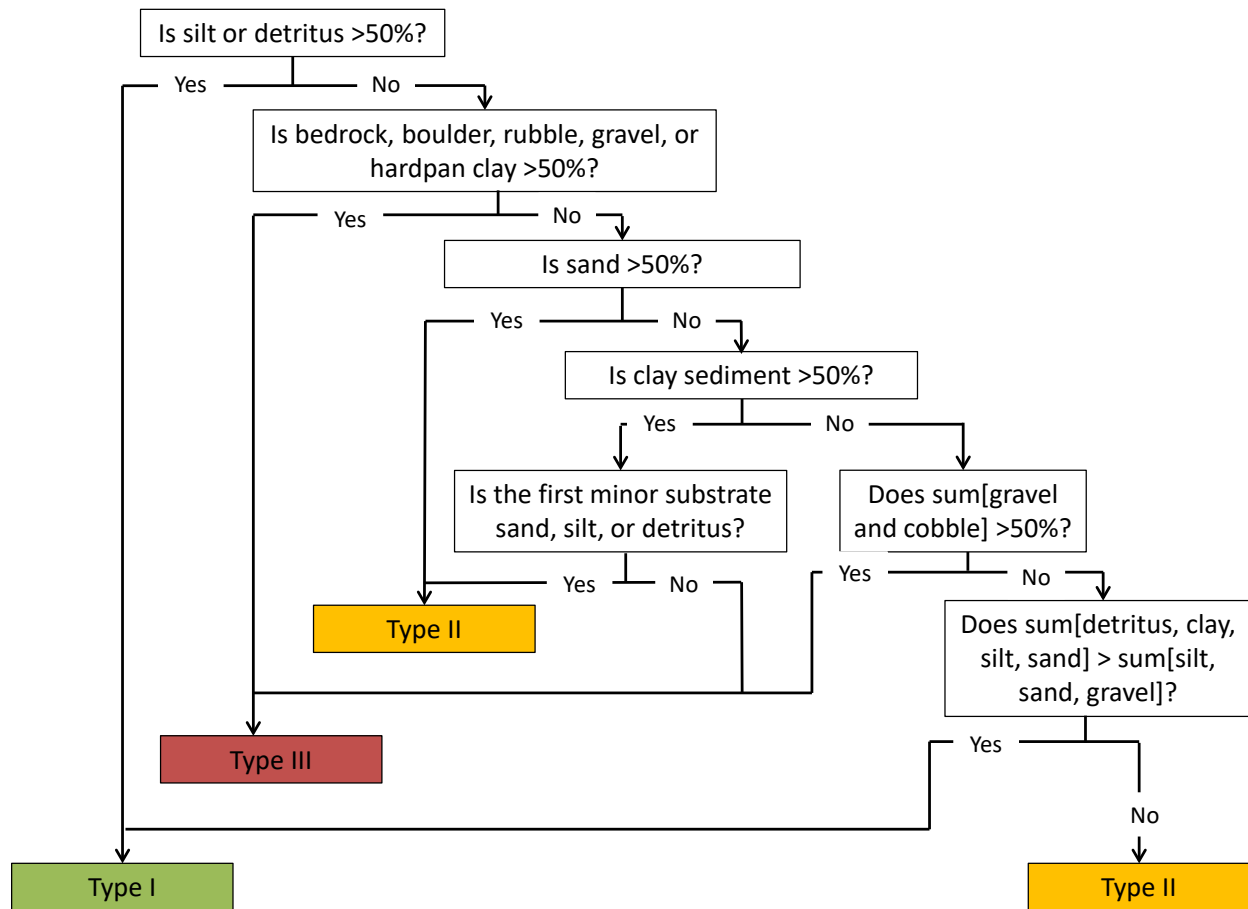 Is silt or detritus >50%?
Yes
No
Is bedrock, boulder, rubble, gravel, or
hardpan clay >50%?
Yes
No
Is sand >50%?
Yes
No
Is clay sediment >50%?
Yes
No
Is the first minor substrate
sand, silt, or detritus?
Does sum[gravel
and cobble] >50%?
Yes
No
Yes
No
Type II
Does sum[detritus, clay,
silt, sand] > sum[silt,
sand, gravel]?
Type III
Yes
No
Type I
Type II